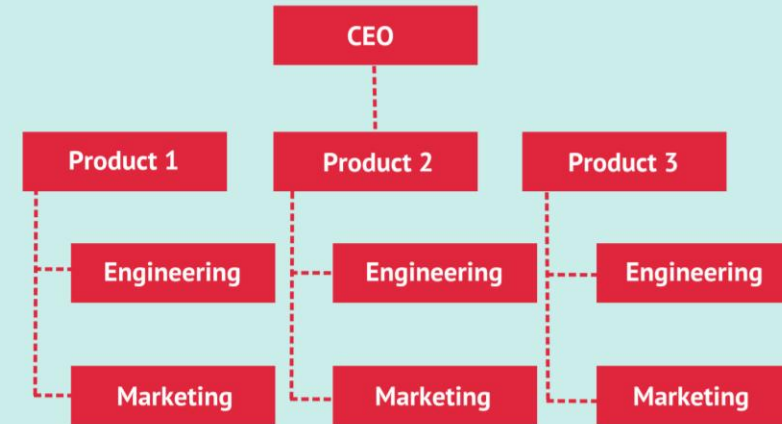 CEO
Product 1
Product 2
Product 3
Engineering
Engineering
Engineering
Marketing
Marketing
Marketing